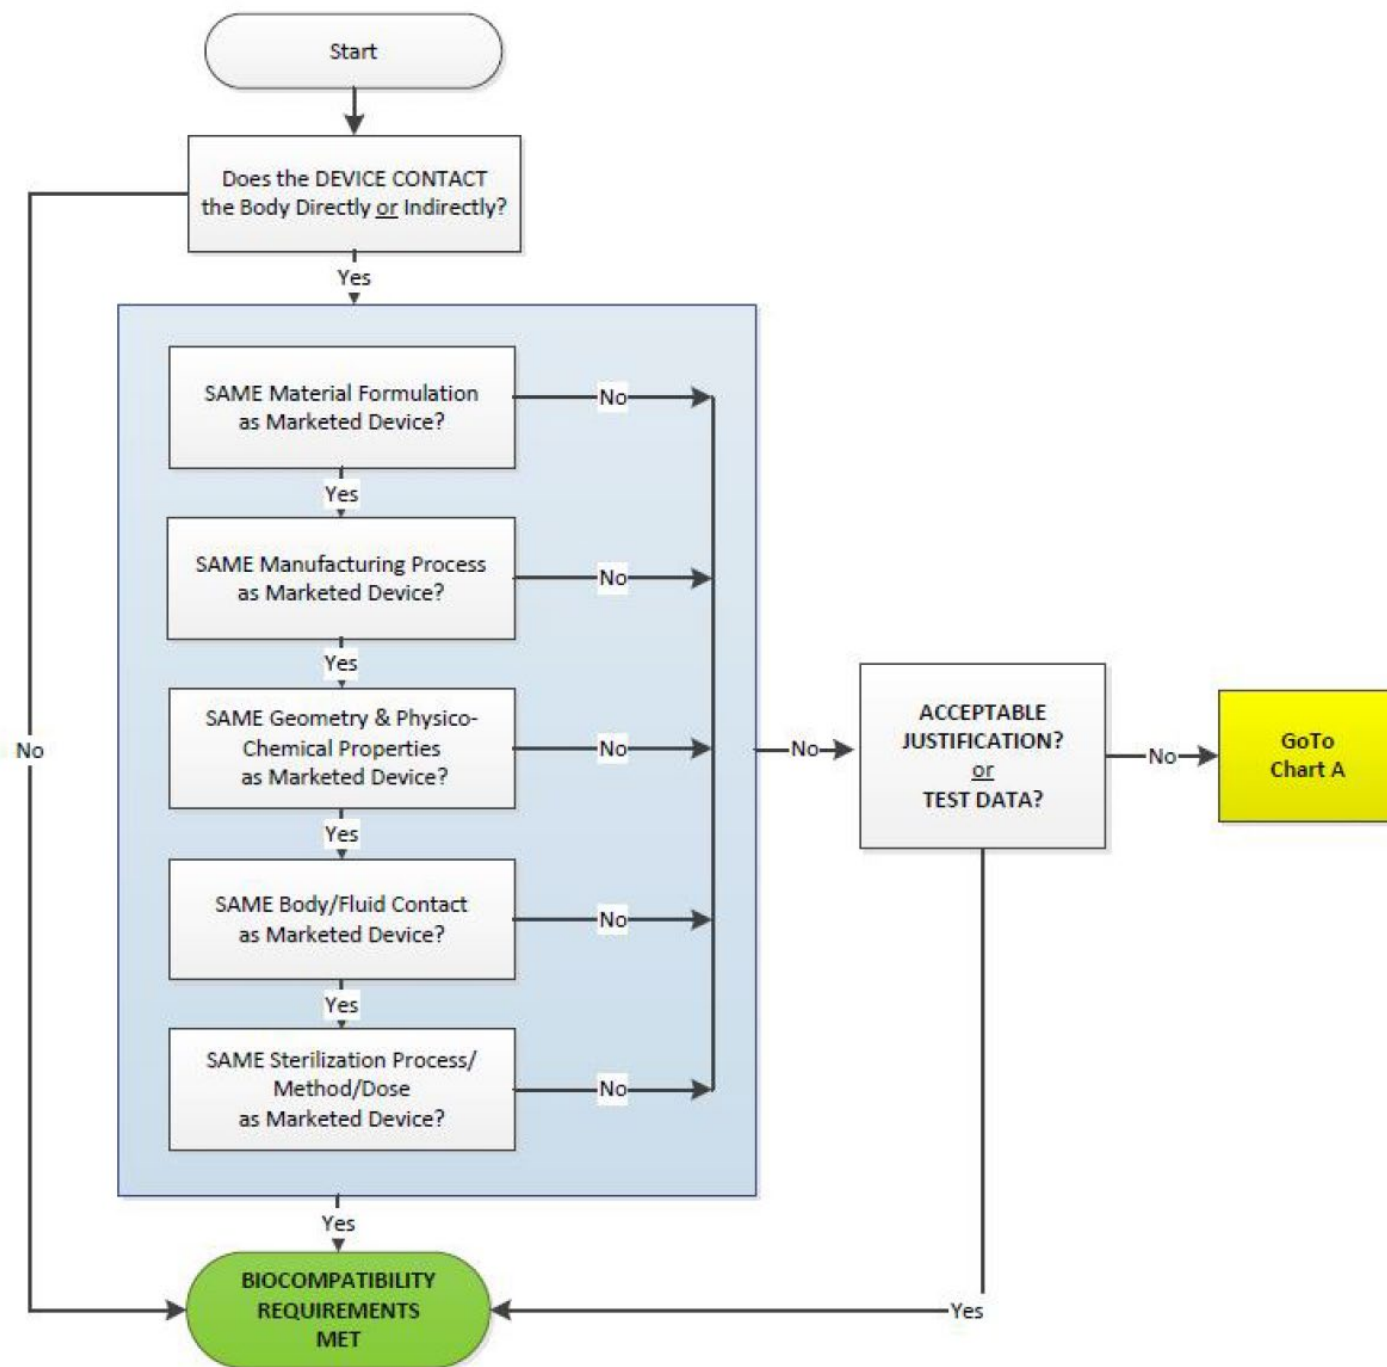 Start
Does the DEVICE CONTACT
the Body Directly or Indirectly?
Yes
SAME Material Formulation
as Marketed Device?
No
Yes
SAME Manufacturing Process
as Marketed Device?
No
Yes
SAME Geometry & Physico-
Chemical Properties
as Marketed Device?
No
Yes
SAME Body/Fluid Contact
as Marketed Device?
No
Yes
SAME Sterilization Process/
Method/Dose
as Marketed Device?
No
No
No
ACCEPTABLE
JUSTIFICATION?
or
TEST DATA?
No
GoTo
Chart A
Yes
BIOCOMPATIBILITY
REQUIREMENTS
MET
Yes